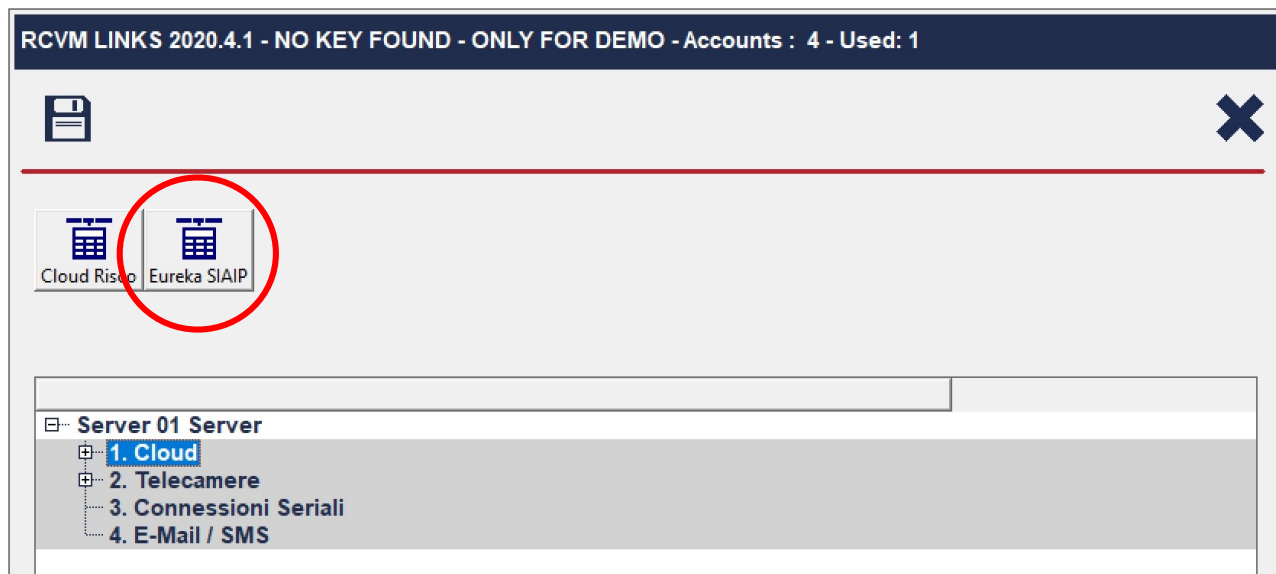 RCVM LINKS 2020.4.1 - NO KEY FOUND - ONLY FOR DEMO - Accounts : 4 - Used: 1
Cloud Risco Eureka SIAIP
Server 01 Server
1. Cloud
2. Telecamere
3. Connessioni Seriali
4. E-Mail / SMS